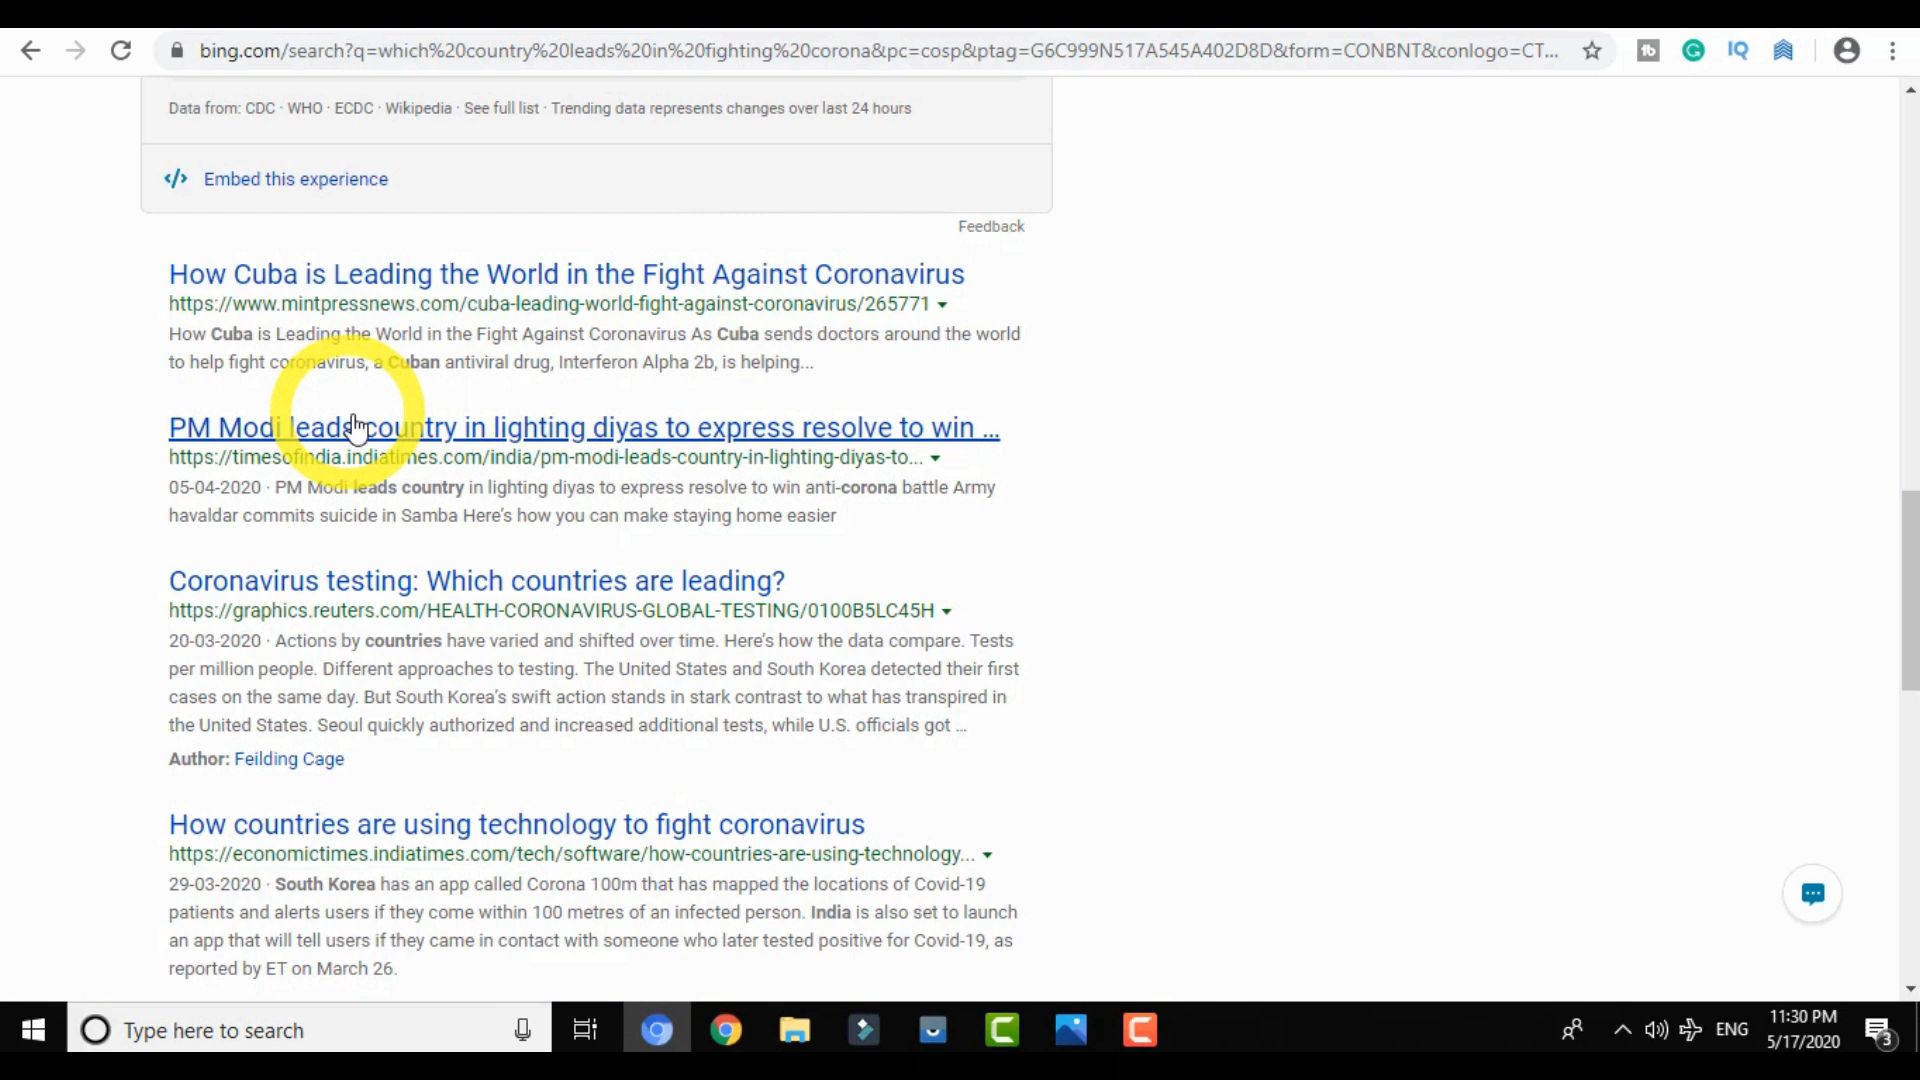 bing.com/search?q=which%20country%20leads%20in%20fighting%20corona&pc=cosp&ptag=G6C999N517A545A402D8D&form=CONBNT&conlogo=CT...
Data from: CDC · WHO · ECDC · Wikipedia · See full list · Trending data represents changes over last 24 hours
Embed this experience
Feedback
How Cuba is Leading the World in the Fight Against Coronavirus
https://www.mintpressnews.com/cuba-leading-world-fight-against-coronavirus/265771
How Cuba is Leading the World in the Fight Against Coronavirus As Cuba sends doctors around the world
to help fight coronavirus, a Cuban antiviral drug, Interferon Alpha 2b, is helping...
PM Modi leads country in lighting diyas to express resolve to win ...
https://timesofindia.indiatimes.com/india/pm-modi-leads-country-in-lighting-diyas-to...
05-04-2020 · PM Modi leads country in lighting diyas to express resolve to win anti-corona battle Army
havaldar commits suicide in Samba Here's how you can make staying home easier
Coronavirus testing: Which countries are leading?
https://graphics.reuters.com/HEALTH-CORONAVIRUS-GLOBAL-TESTING/0100B5LC45H
20-03-2020 · Actions by countries have varied and shifted over time. Here's how the data compare. Tests
per million people. Different approaches to testing. The United States and South Korea detected their first
cases on the same day. But South Korea's swift action stands in stark contrast to what has transpired in
the United States. Seoul quickly authorized and increased additional tests, while U.S. officials got ...
Author: Feilding Cage
How countries are using technology to fight coronavirus
https://economictimes.indiatimes.com/tech/software/how-countries-are-using-technology...
29-03-2020 · South Korea has an app called Corona 100m that has mapped the locations of Covid-19
patients and alerts users if they come within 100 metres of an infected person. India is also set to launch
an app that will tell users if they came in contact with someone who later tested positive for Covid-19, as
reported by ET on March 26.
Type here to search
ENG
11:30 PM
5/17/2020
3